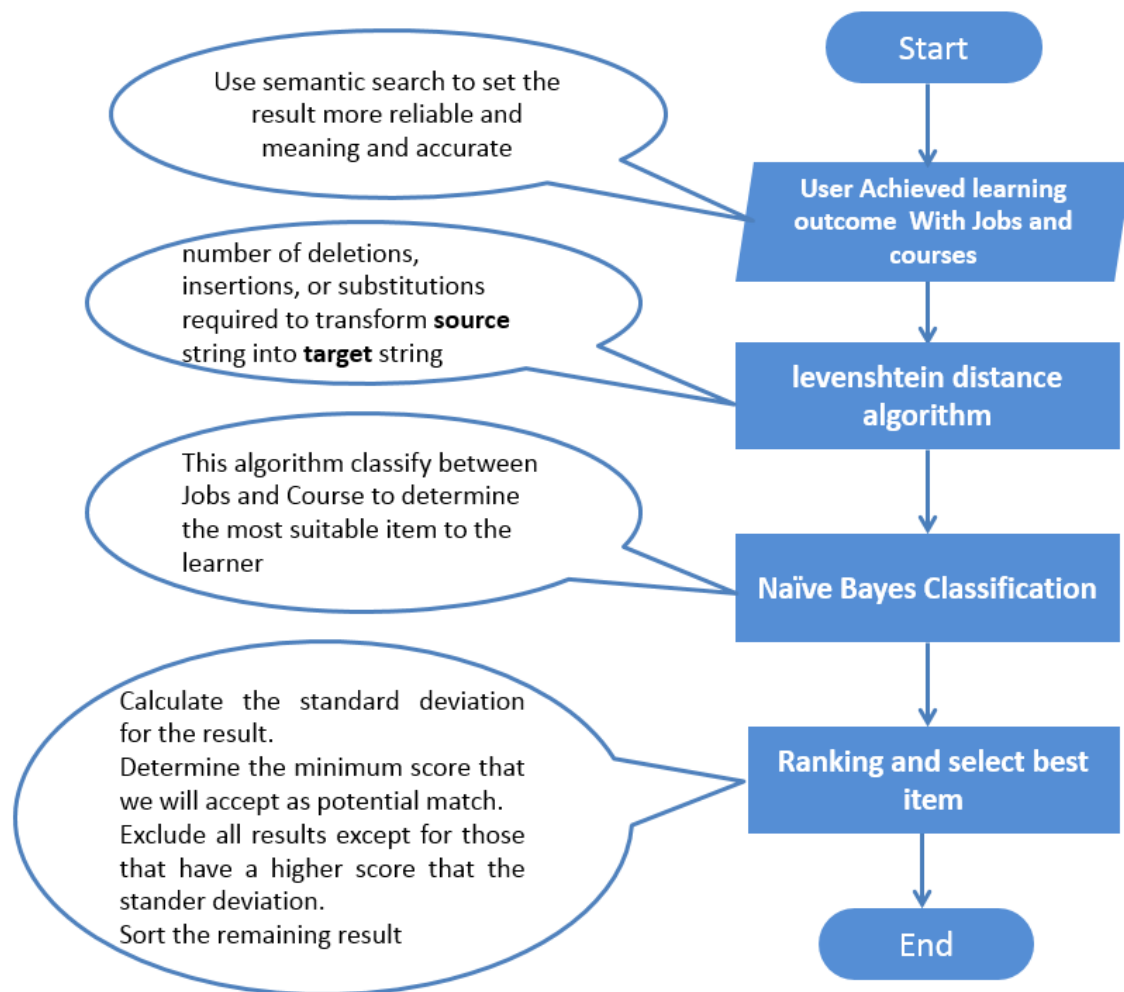 Start
Use semantic search to set the
result more reliable and
meaning and accurate
User Achieved learning
outcome With Jobs and
courses
number of deletions,
insertions, or substitutions
required to transform source
string into target string
levenshtein distance
algorithm
This algorithm classify between
Jobs and Course to determine
the most suitable item to the
learner
Naïve Bayes Classification
Calculate the standard deviation
for the result.
Determine the minimum score that
we will accept as potential match.
Exclude all results except for those
that have a higher score that the
stander deviation.
Sort the remaining result
Ranking and select best
item
End